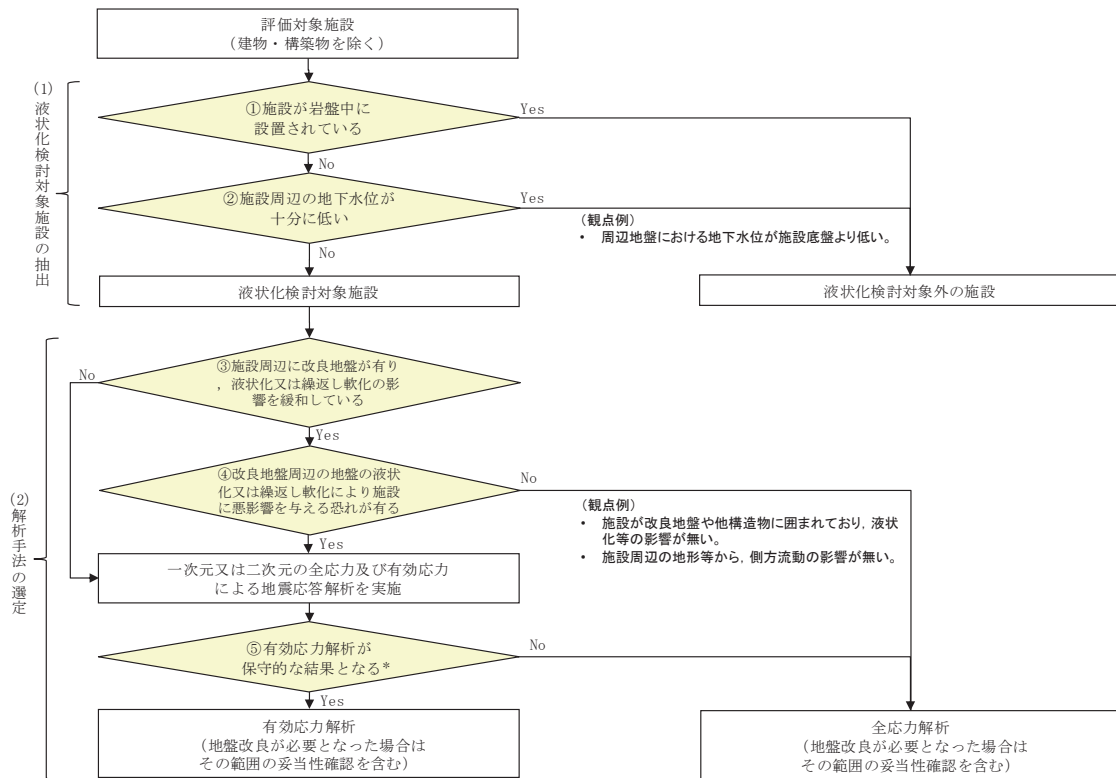 評価対象施設
（建物・構築物を除く）
(1)
液状化検討対象施設の抽出
①施設が岩盤中に
設置されている
Yes
No
②施設周辺の地下水位が
十分に低い
Yes
（観点例）
• 周辺地盤における地下水位が施設底盤より低い。
No
液状化検討対象施設
液状化検討対象外の施設
(2)
解析手法の選定
③施設周辺に改良地盤が有り
，液状化又は繰返し軟化の影
響を緩和している
No
Yes
④改良地盤周辺の地盤の液状
化又は繰返し軟化により施設
に悪影響を与える恐れが有る
No
（観点例）
• 施設が改良地盤や他構造物に囲まれており，液状
化等の影響が無い。
• 施設周辺の地形等から，側方流動の影響が無い。
Yes
一次元又は二次元の全応力及び有効応力
による地震応答解析を実施
⑤有効応力解析が
保守的な結果となる*
No
Yes
有効応力解析
（地盤改良が必要となった場合は
その範囲の妥当性確認を含む）
全応力解析
（地盤改良が必要となった場合は
その範囲の妥当性確認を含む）